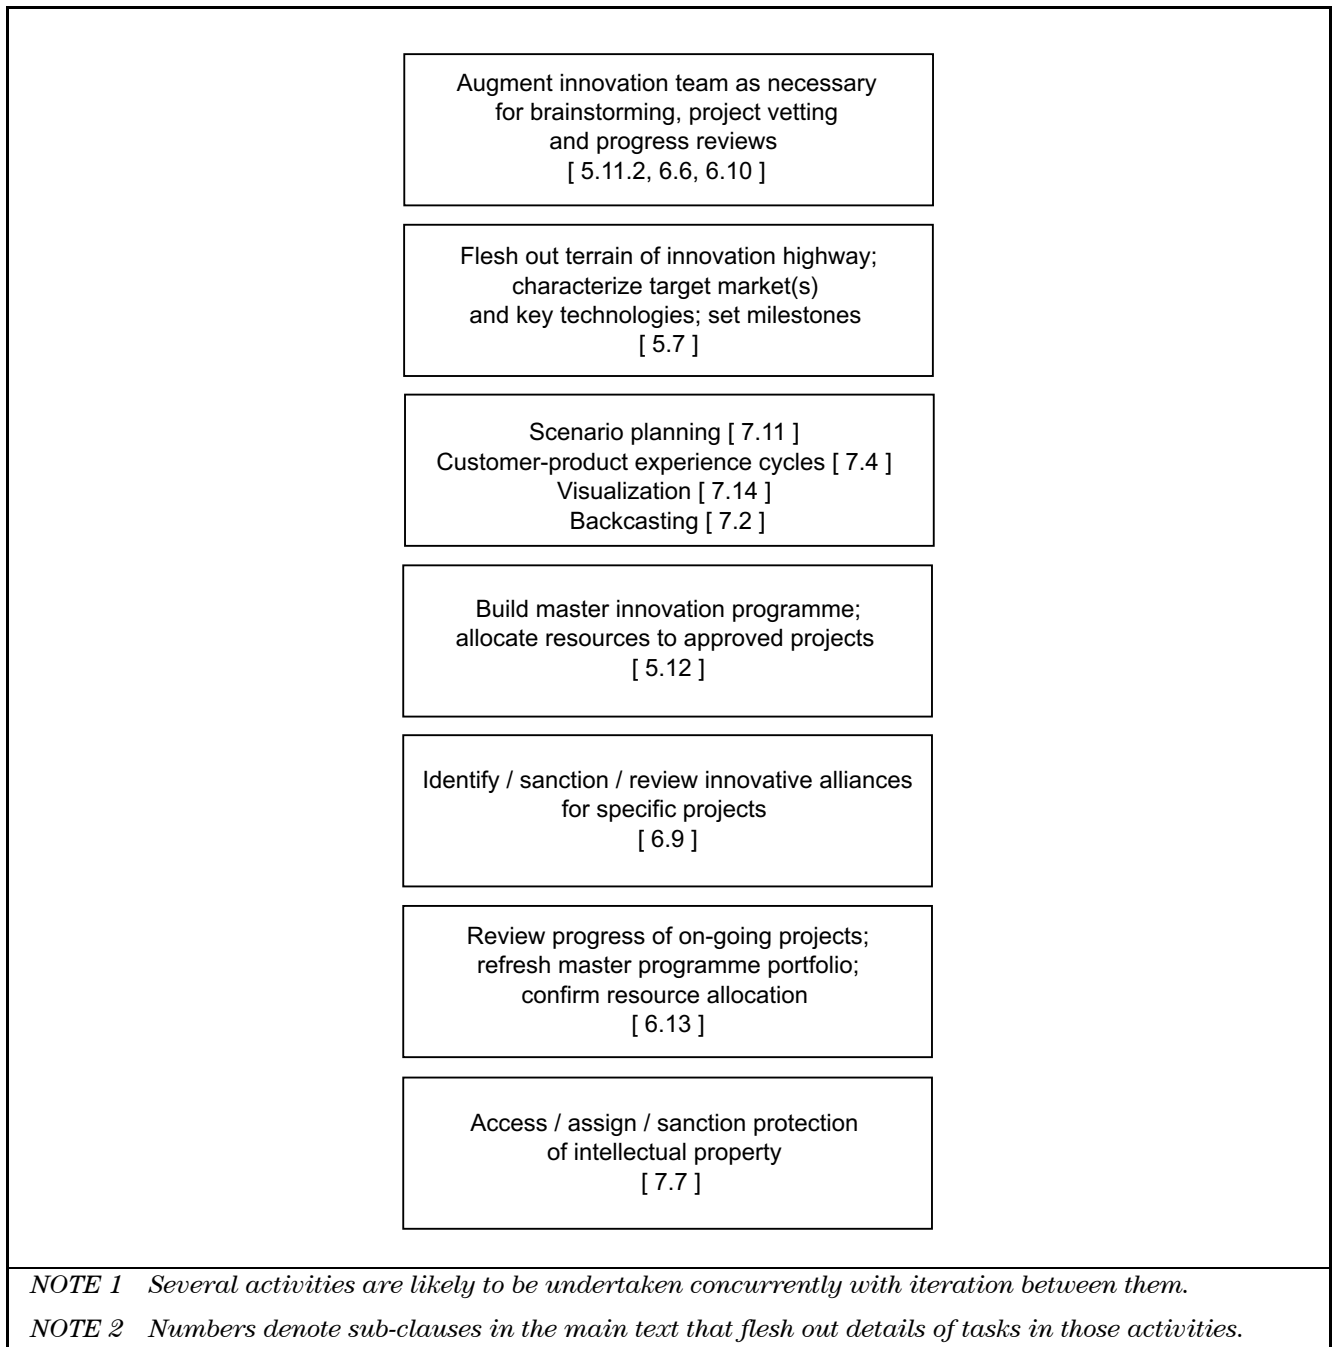 Augment innovation team as necessary
for brainstorming, project vetting
and progress reviews
[ 5.11.2, 6.6, 6.10 ]
Flesh out terrain of innovation highway;
characterize target market(s)
and key technologies; set milestones
[ 5.7 ]
Scenario planning [ 7.11 ]
Customer-product experience cycles [ 7.4 ]
Visualization [ 7.14 ]
Backcasting [ 7.2 ]
Build master innovation programme;
allocate resources to approved projects
[ 5.12 ]
Identify / sanction / review innovative alliances
for specific projects
[ 6.9 ]
Review progress of on-going projects;
refresh master programme portfolio;
confirm resource allocation
[ 6.13 ]
Access / assign / sanction protection
of intellectual property
[ 7.7 ]
NOTE 1 Several activities are likely to be undertaken concurrently with iteration between them.
NOTE 2 Numbers denote sub-clauses in the main text that flesh out details of tasks in those activities.